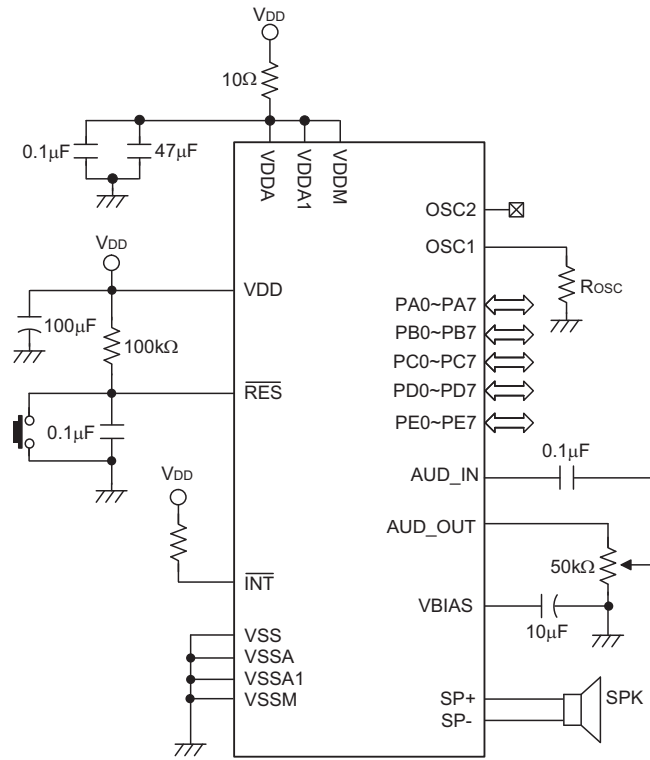 VDD
10Ω
0.1μF
47μF
VDDA
VDDA1
VDDM
OSC2
OSC1
ROSC
VDD
VDD
100μF
100kΩ
PA0~PA7
PB0~PB7
PC0~PC7
PD0~PD7
PE0~PE7
RES
0.1μF
0.1μF
AUD_IN
VDD
AUD_OUT
50kΩ
INT
VBIAS
10μF
VSS
VSSA
VSSA1
VSSM
SP+
SPK
SP-